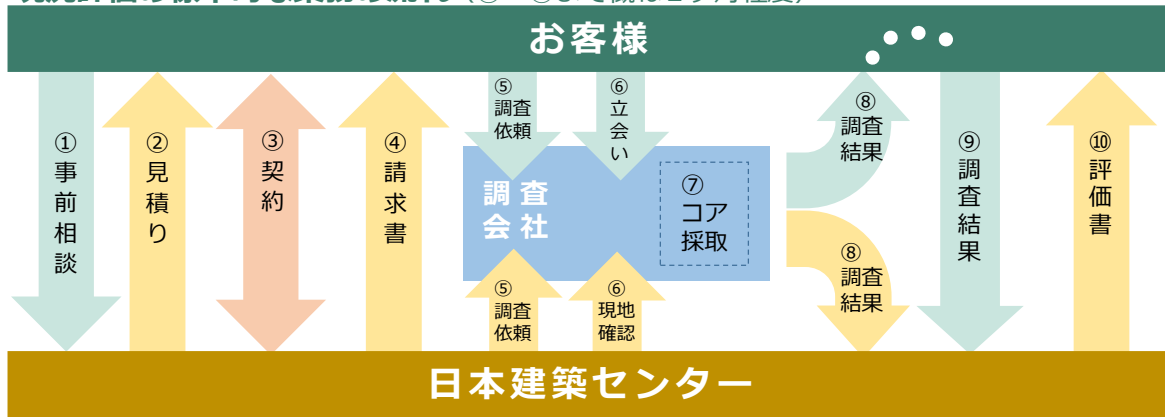 お客様
①事前相談
②見積り
③契約
④請求書
⑤
調査
依頼
⑥立会い
調査
会社
⑦
コア
採取
⑤
調査
依頼
⑥
現地
確認
⑧
調査
結果
⑧
調査
結果
⑨調査結果
⑩評価書
日本建築センター